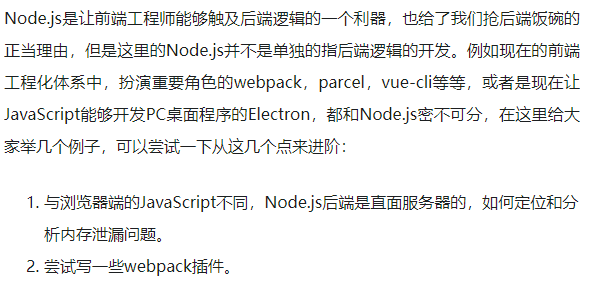 Node.js是让前端工程师能够触及后端逻辑的一个利器，也给了我们抢后端饭碗的
正当理由，但是这里的Node.js并不是单独的指后端逻辑的开发。例如现在的前端
工程化体系中，扮演重要角色的webpack，parcel，vue-cli等等，或者是现在让
JavaScript能够开发PC桌面程序的Electron，都和Node.js密不可分，在这里给大
家举几个例子，可以尝试一下从这几个点来进阶：
1. 与浏览器端的JavaScript不同，Node.js后端是直面服务器的，如何定位和分
析内存泄漏问题。
2. 尝试写一些webpack插件。